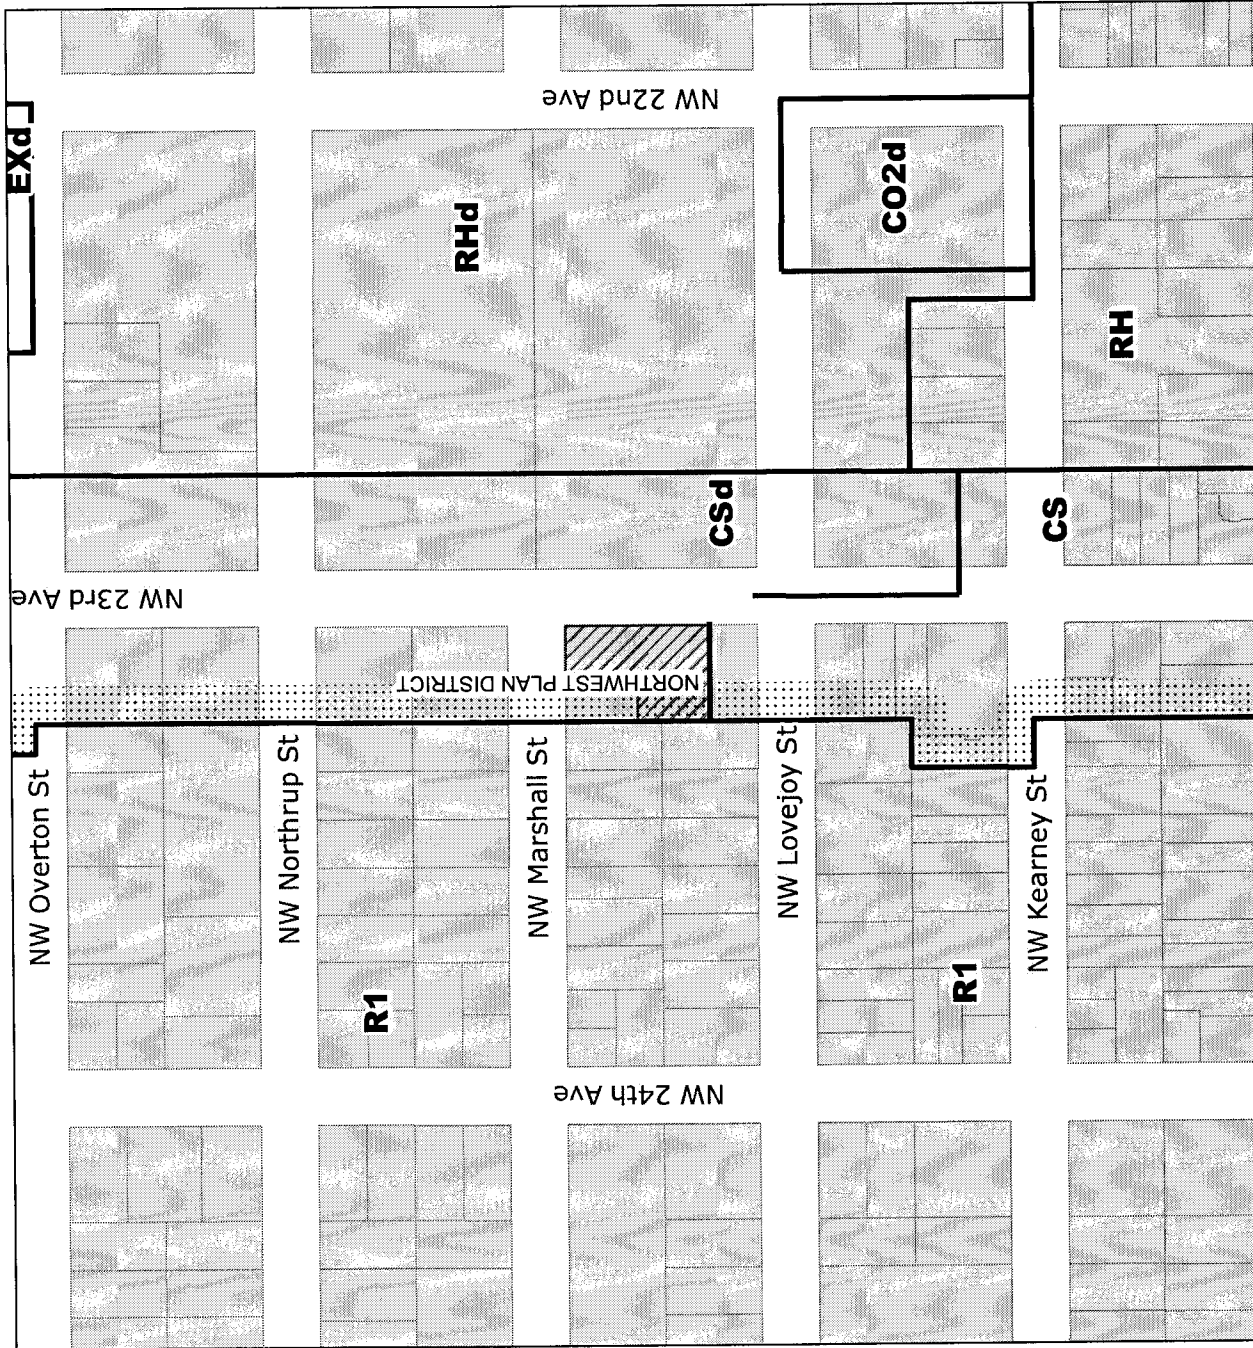 EXd
NW 22nd Ave
RHd
CO2d
RH
CSd
CS
NW 23rd Ave
NORTHWEST PLAN DISTRICT
NW Overton St
NW Northrup St
NW Marshall St
NW Lovejoy St
NW Kearney St
R1
R1
NW 24th Ave